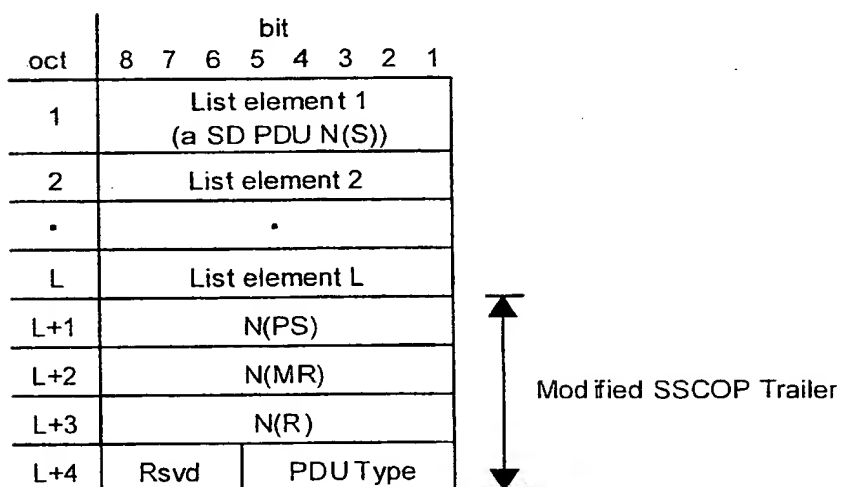 bit
oct 8 7 6 5 4 3 2 1
1 List element 1
(a SD PDU N(S))
2 List element 2
• •
L List element L
L+1 N(PS)
L+2 N(MR)
L+3 N(R)
L+4 Rsvd PDU Type
Modified SSCOP Trailer